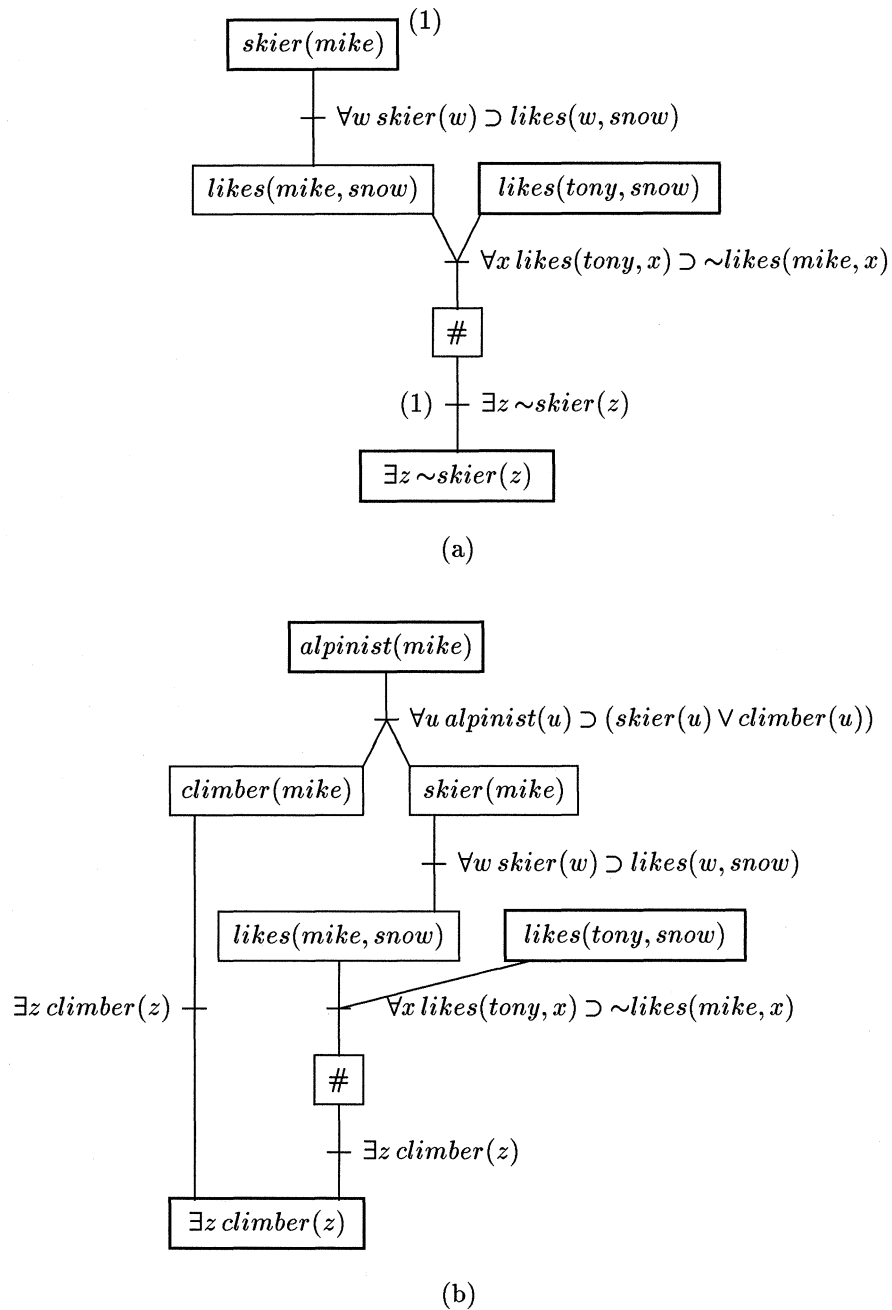 skier(mike) (1)
∀w skier(w) ⊃ likes(w, snow)
likes(mike, snow) likes(tony, snow)
∀x likes(tony, x) ⊃ ∼likes(mike, x)
#
(1) ∃z ∼skier(z)
∃z ∼skier(z)
(a)
alpinist(mike)
∀u alpinist(u) ⊃ (skier(u) ∨ climber(u))
climber(mike) skier(mike)
∀w skier(w) ⊃ likes(w, snow)
likes(mike, snow) likes(tony, snow)
∃z climber(z) ∀x likes(tony, x) ⊃ ∼likes(mike, x)
#
∃z climber(z)
∃z climber(z)
(b)